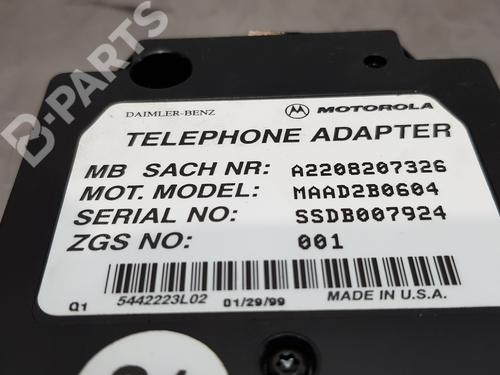 B-PARTS
DAIMLER-BENZ
MOTOROLA
TELEPHONE ADAPTER
MB SACH NR: A2208207326
MOT. MODEL: MAAD2B0604
SERIAL NO: SSDB007924
ZGS NO: 001
Q1 5442223L02 01/29/99 MADE IN U.S.A.